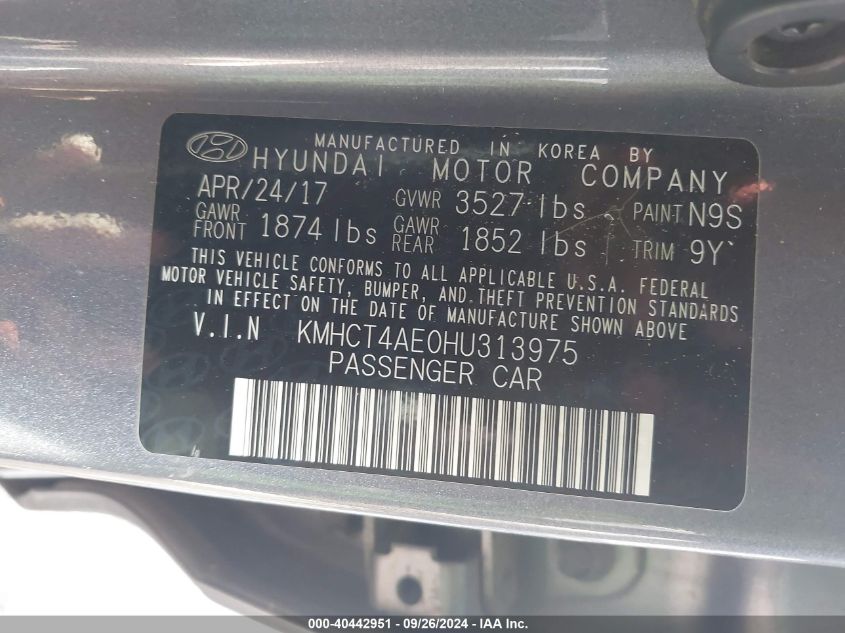 MANUFACTURED IN KOREA BY
HYUNDAI MOTOR COMPANY
APR/24/17 GVWR 3527 lbs PAINT N9S
GAWR FRONT 1874 lbs GAWR REAR 1852 lbs TRIM 9Y
THIS VEHICLE CONFORMS TO ALL APPLICABLE U.S.A. FEDERAL
MOTOR VEHICLE SAFETY, BUMPER, AND THEFT PREVENTION STANDARDS
IN EFFECT ON THE DATE OF MANUFACTURE SHOWN ABOVE
V.I.N KMHCT4AE0HU313975
PASSENGER CAR
000-40442951 - 09/26/2024 - IAA Inc.